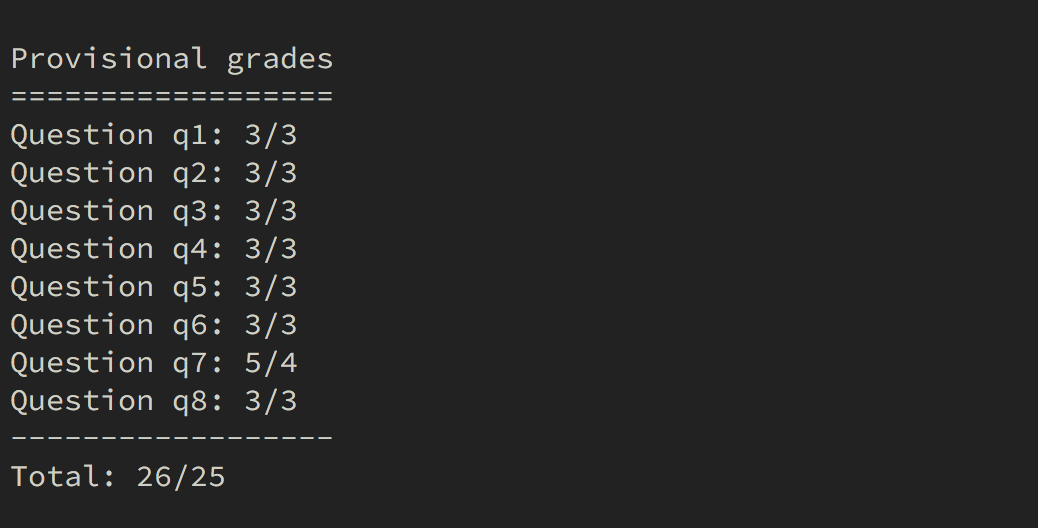 Provisional grades
==================
Question q1: 3/3
Question q2: 3/3
Question q3: 3/3
Question q4: 3/3
Question q5: 3/3
Question q6: 3/3
Question q7: 5/4
Question q8: 3/3
------------------
Total: 26/25